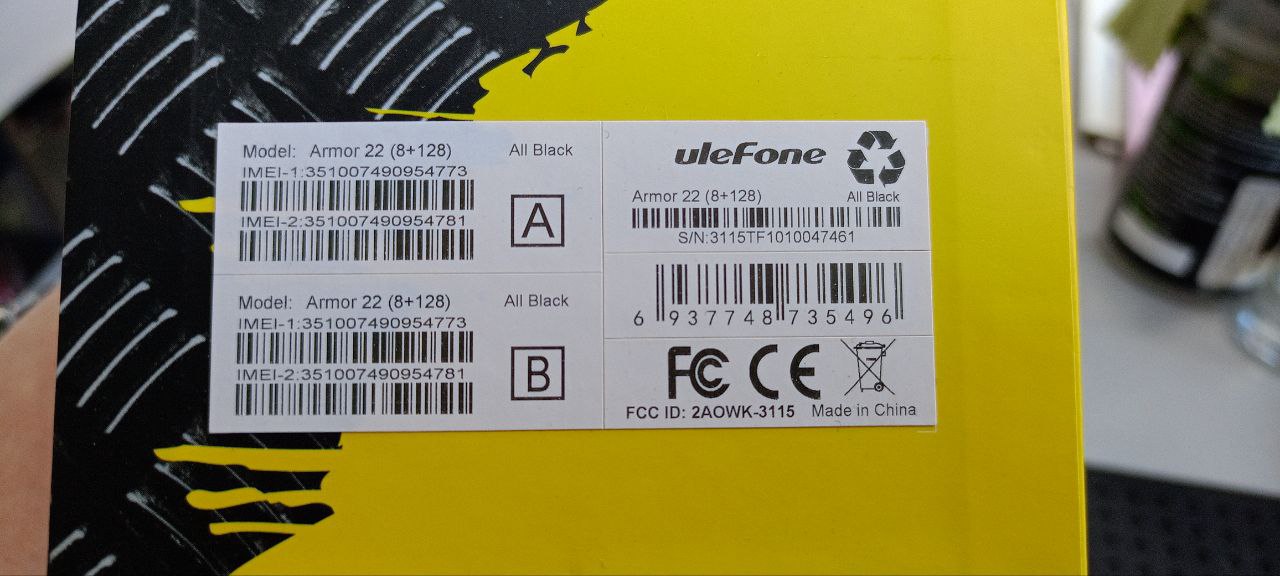 Model: Armor 22 (8+128) All Black
IMEI-1:351007490954773
IMEI-2:351007490954781
A
Model: Armor 22 (8+128) All Black
IMEI-1:351007490954773
IMEI-2:351007490954781
B
uleFone
Armor 22 (8+128) All Black
S/N:3115TF1010047461
6 937748 735496
FC CE
FCC ID: 2AOWK-3115 Made in China